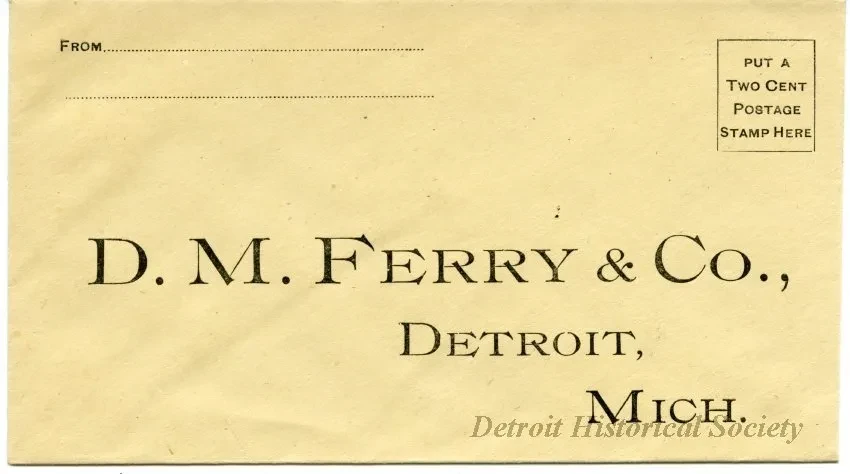 FROM
PUT A
TWO CENT
POSTAGE
STAMP HERE
D. M. FERRY & CO.,
DETROIT,
MICH.
Detroit Historical Society